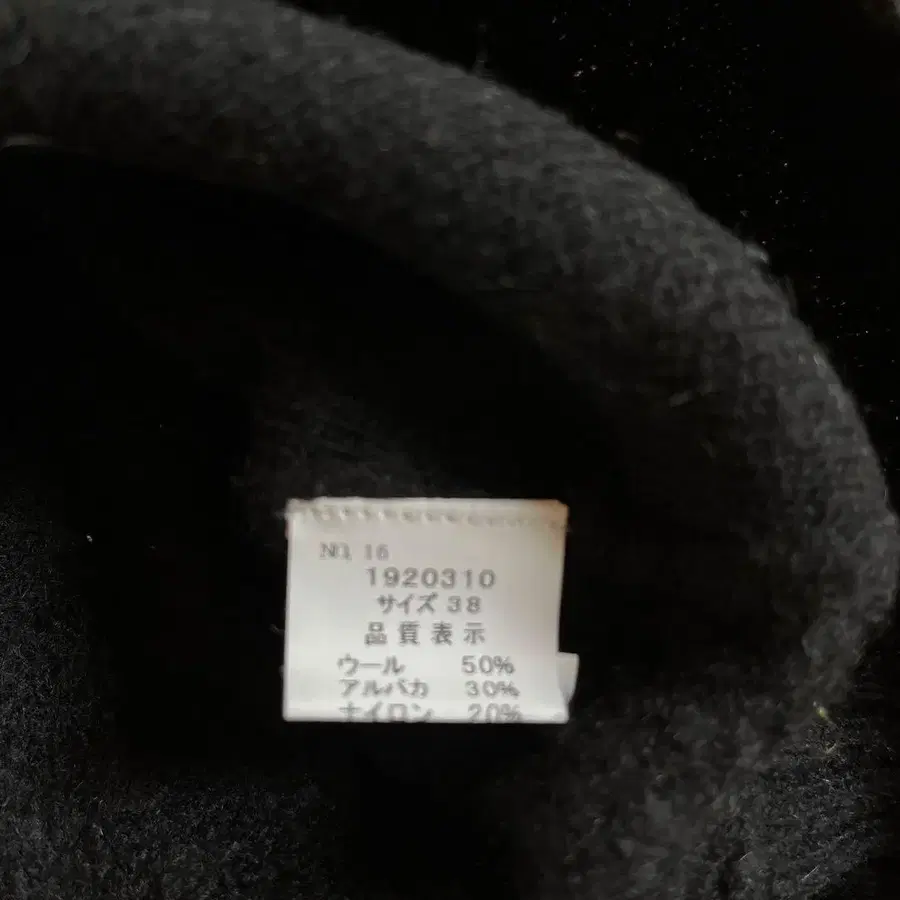 NO. 16
1920310
サイズ 38
品質表示
ウール 50%
アルパカ 30%
ナイロン 20%